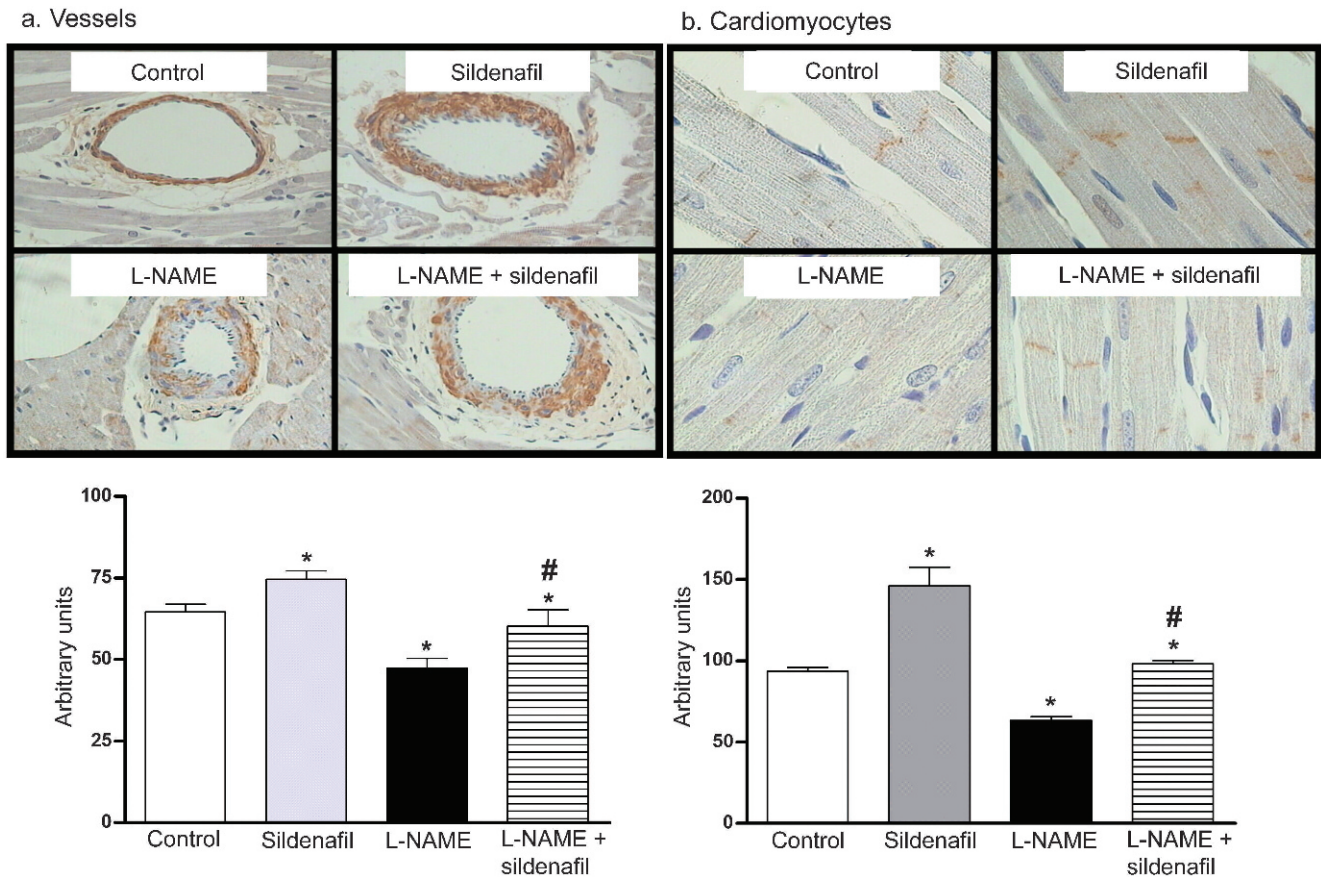 a. Vessels
b. Cardiomyocytes
Control
Sildenafil
L-NAME
L-NAME + sildenafil
Control
Sildenafil
L-NAME
L-NAME + sildenafil
100
75
50
25
0
Arbitrary units
*
*
#
*
Control
Sildenafil
L-NAME
L-NAME +
sildenafil
200
150
100
50
0
Arbitrary units
*
*
#
*
Control
Sildenafil
L-NAME
L-NAME +
sildenafil